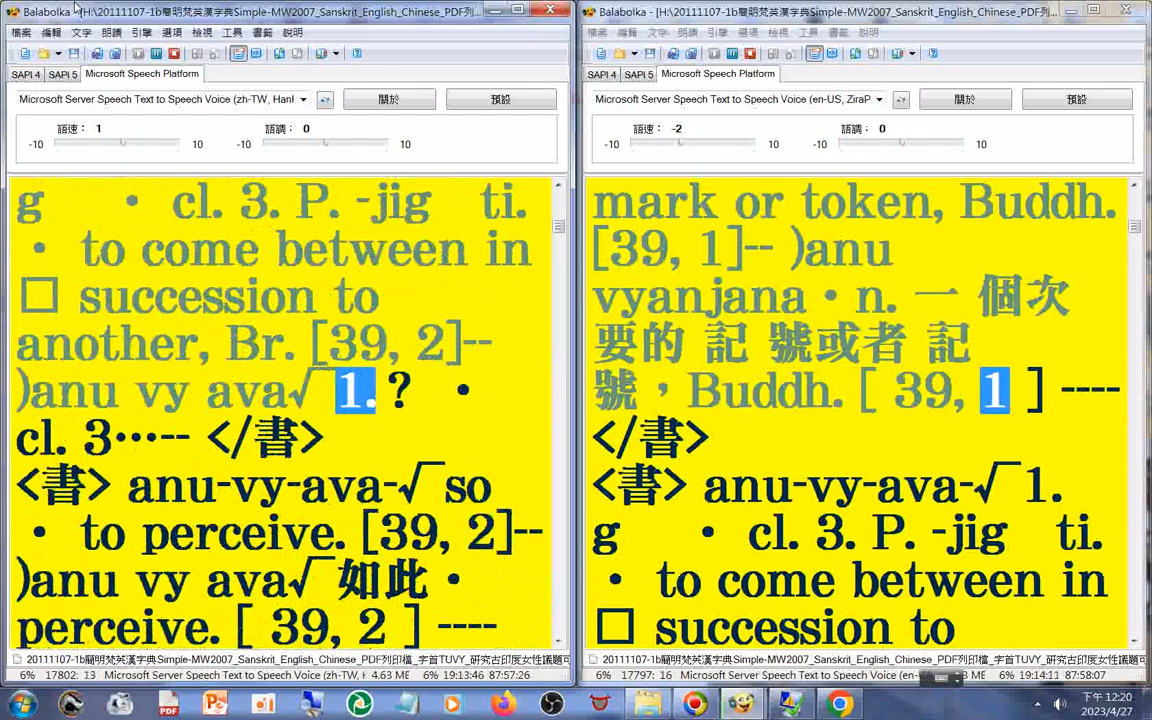 Balabolka - [H:\20111107-1b簡明梵英漢字典Simple-MW2007_Sanskrit_English_Chinese_PDF列...
檔案 編輯 文字 朗讀 引擎 選項 檢視 工具 書籤 說明
SAPI 4 SAPI 5 Microsoft Speech Platform
Microsoft Server Speech Text to Speech Voice (zh-TW, Han 關於 預設
語速： 1 語調： 0
-10 10 -10 10
g • cl. 3. P. -jig ti.
• to come between in
□ succession to
another, Br. [39, 2]--
)anu vy ava√ 1. ? •
cl. 3…-- </書>
<書> anu-vy-ava-√so
• to perceive. [39, 2]--
)anu vy ava√如此 •
perceive. [ 39, 2 ] ----
20111107-1b簡明梵英漢字典Simple-MW2007_Sanskrit_English_Chinese_PDF列印檔_字首TUVY_研究古印度女性議題可
6% 17802: 13 Microsoft Server Speech Text to Speech Voice (zh-TW, H 4.63 ME 6% 19:13:46 87:57:26
Balabolka - [H:\20111107-1b簡明梵英漢字典Simple-MW2007_Sanskrit_English_Chinese_PDF列...
檔案 編輯 文字 朗讀 引擎 選項 檢視 工具 書籤 說明
SAPI 4 SAPI 5 Microsoft Speech Platform
Microsoft Server Speech Text to Speech Voice (en-US, ZiraP 關於 預設
語速： -2 語調： 0
-10 10 -10 10
mark or token, Buddh.
[39, 1]-- )anu
vyanjana • n. 一 個次
要的 記 號或者 記
號，Buddh. [ 39, 1 ] ----
</書>
<書> anu-vy-ava-√1.
g • cl. 3. P. -jig ti.
• to come between in
□ succession to
20111107-1b簡明梵英漢字典Simple-MW2007_Sanskrit_English_Chinese_PDF列印檔_字首TUVY_研究古印度女性議題可
6% 17797: 16 Microsoft Server Speech Text to Speech Voice (en-US, 3 ME 6% 19:14:11 87:58:07
下午 12:20
2023/4/27